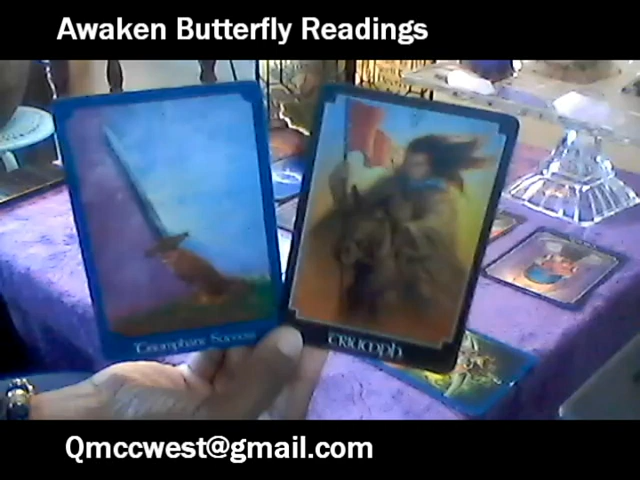 Awaken Butterfly Readings
Triumphant Success
TRIUMPH
Qmccwest@gmail.com